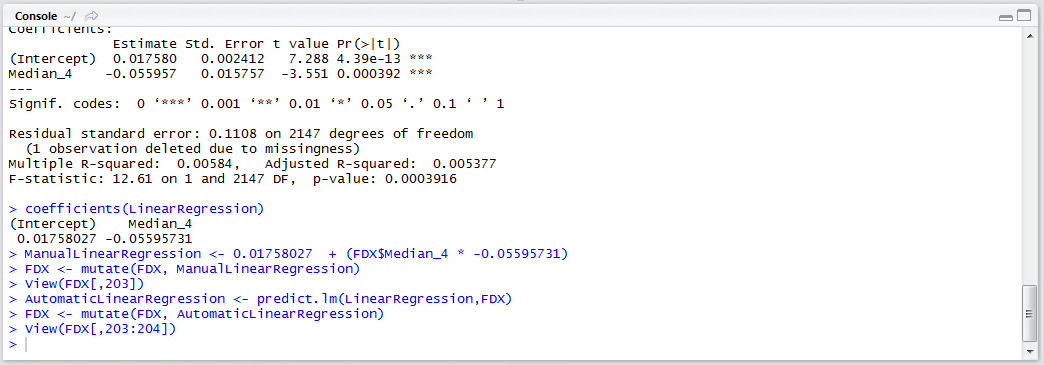 Console ~/
Coefficients:
            Estimate Std. Error t value Pr(>|t|)
(Intercept)  0.017580   0.002412   7.288 4.39e-13 ***
Median_4    -0.055957   0.015757  -3.551 0.000392 ***
---
Signif. codes:  0 ‘***’ 0.001 ‘**’ 0.01 ‘*’ 0.05 ‘.’ 0.1 ‘ ’ 1
Residual standard error: 0.1108 on 2147 degrees of freedom
  (1 observation deleted due to missingness)
Multiple R-squared:  0.00584,   Adjusted R-squared:  0.005377
F-statistic: 12.61 on 1 and 2147 DF,  p-value: 0.0003916
> coefficients(LinearRegression)
(Intercept)    Median_4
 0.01758027 -0.05595731
> ManualLinearRegression <- 0.01758027  + (FDX$Median_4 * -0.05595731)
> FDX <- mutate(FDX, ManualLinearRegression)
> View(FDX[,203])
> AutomaticLinearRegression <- predict.lm(LinearRegression,FDX)
> FDX <- mutate(FDX, AutomaticLinearRegression)
> View(FDX[,203:204])
>